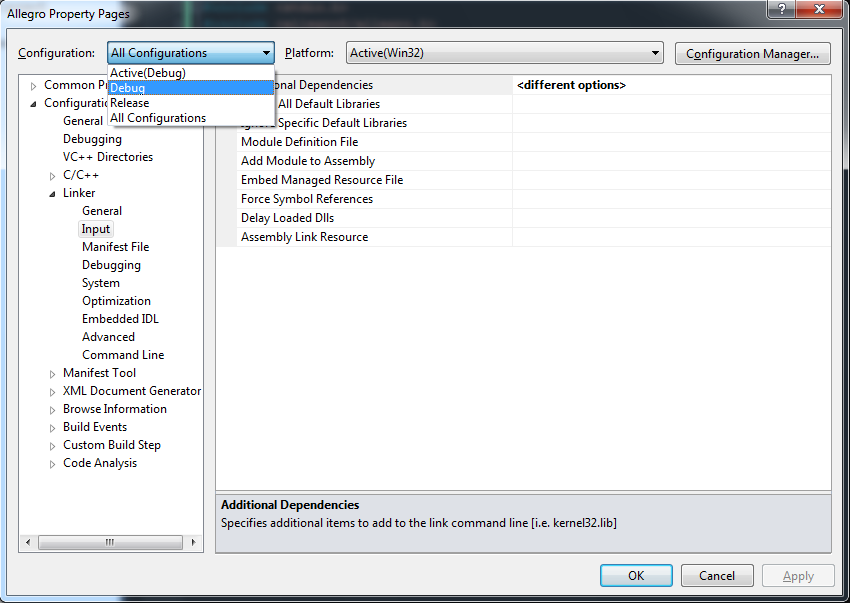 Allegro Property Pages
Configuration: All Configurations Platform: Active(Win32) Configuration Manager...
Active(Debug)
Debug
Release
All Configurations
Common
General
Debugging
VC++ Directories
C/C++
Linker
General
Input
Manifest File
Debugging
System
Optimization
Embedded IDL
Advanced
Command Line
Manifest Tool
XML Document Generator
Browse Information
Build Events
Custom Build Step
Code Analysis
Dependencies <different options>
All Default Libraries
Specific Default Libraries
Module Definition File
Add Module to Assembly
Embed Managed Resource File
Force Symbol References
Delay Loaded Dlls
Assembly Link Resource
Additional Dependencies
Specifies additional items to add to the link command line [i.e. kernel32.lib]
OK Cancel Apply